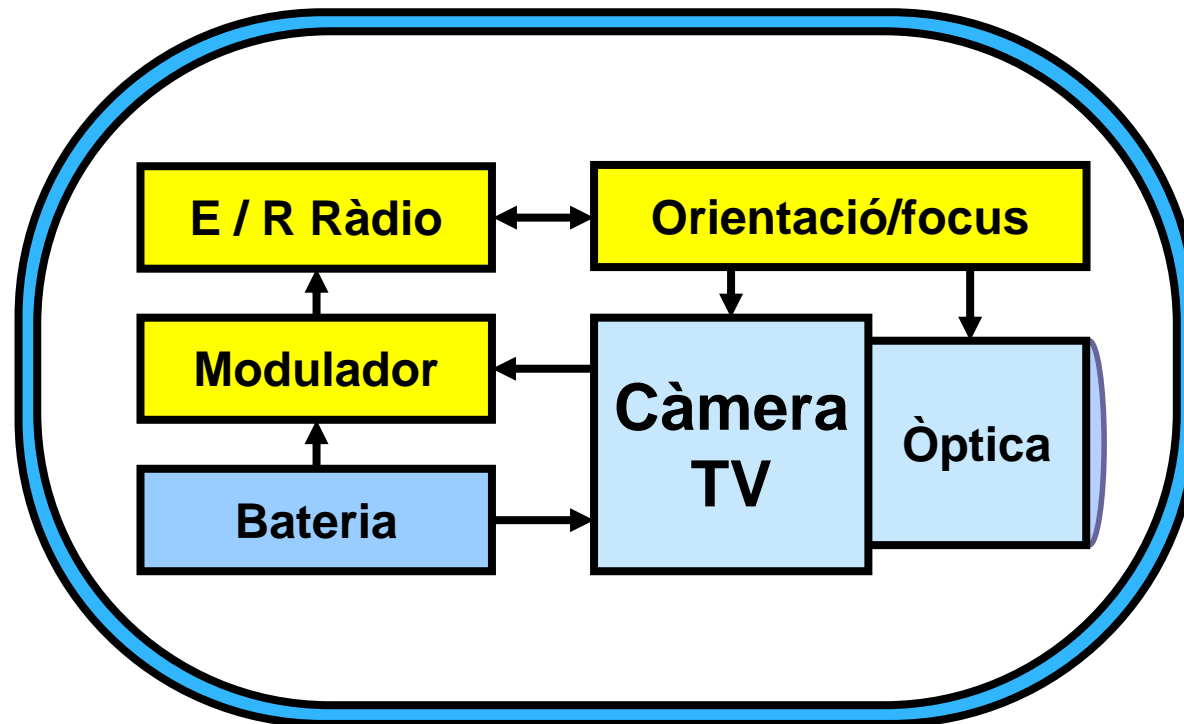 E / R Ràdio
Orientació/focus
Modulador
Càmera
TV
Òptica
Bateria